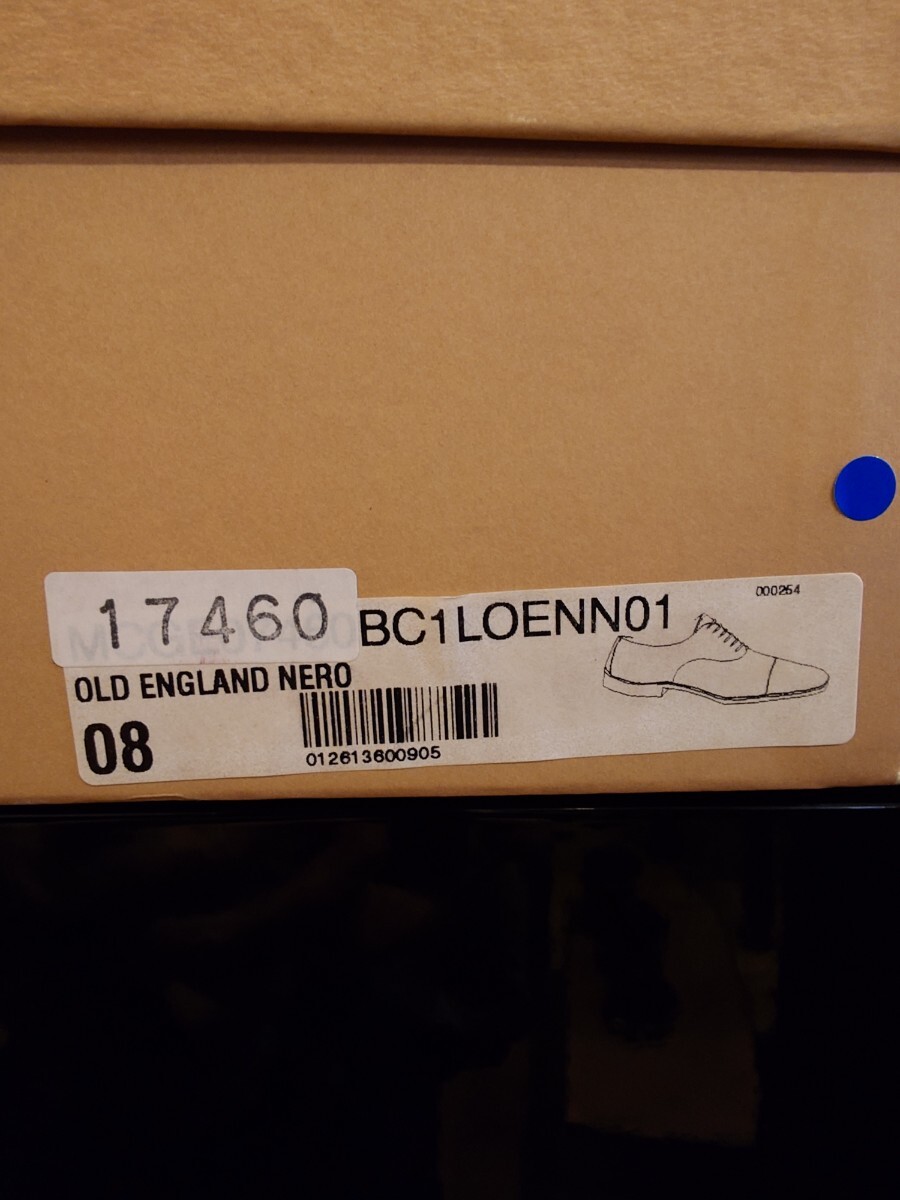 000254
17460
BC1LOENN01
OLD ENGLAND NERO
08
012613600905